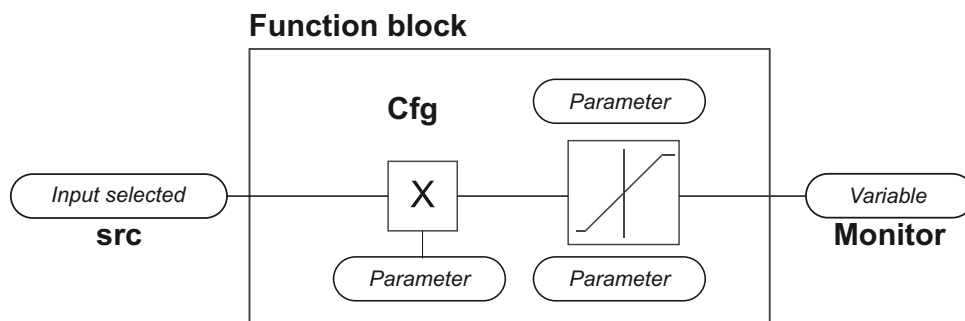 Function block
Cfg
Parameter
Input selected
src
X
Parameter
Parameter
Variable
Monitor